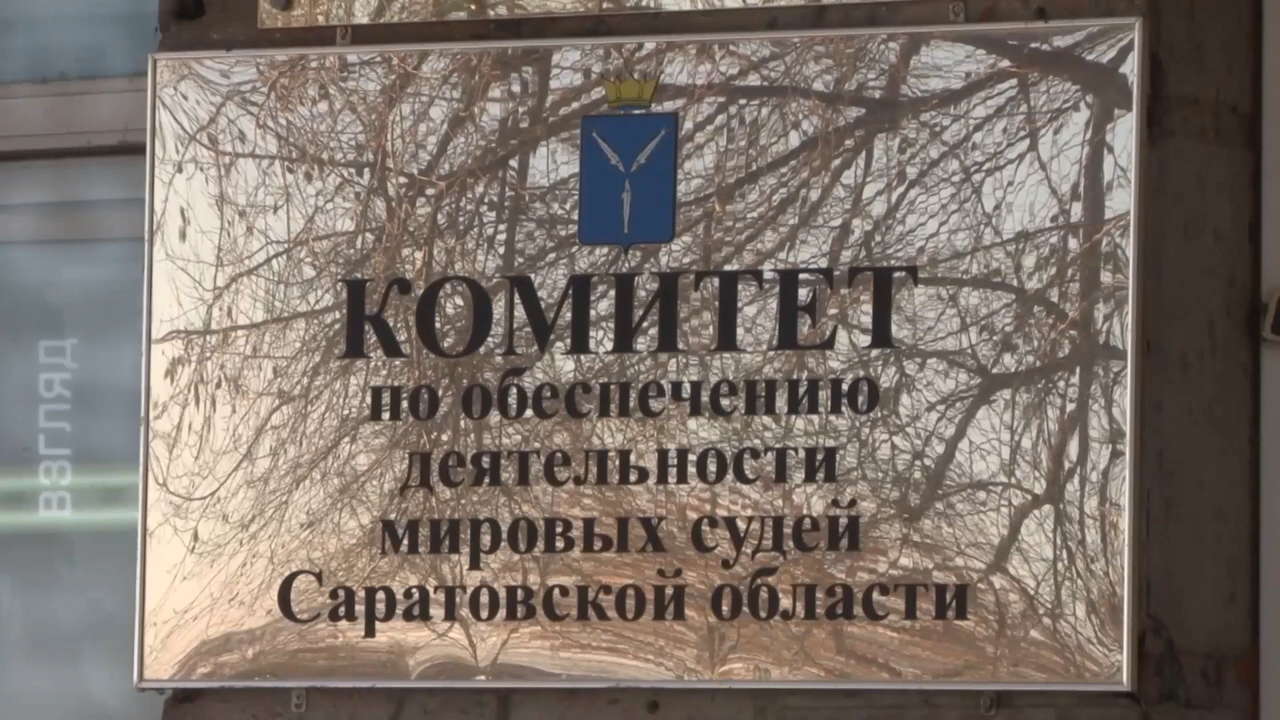 КОМИТЕТ
по обеспечению
деятельности
мировых судей
Саратовской области
ВЗГЛЯД